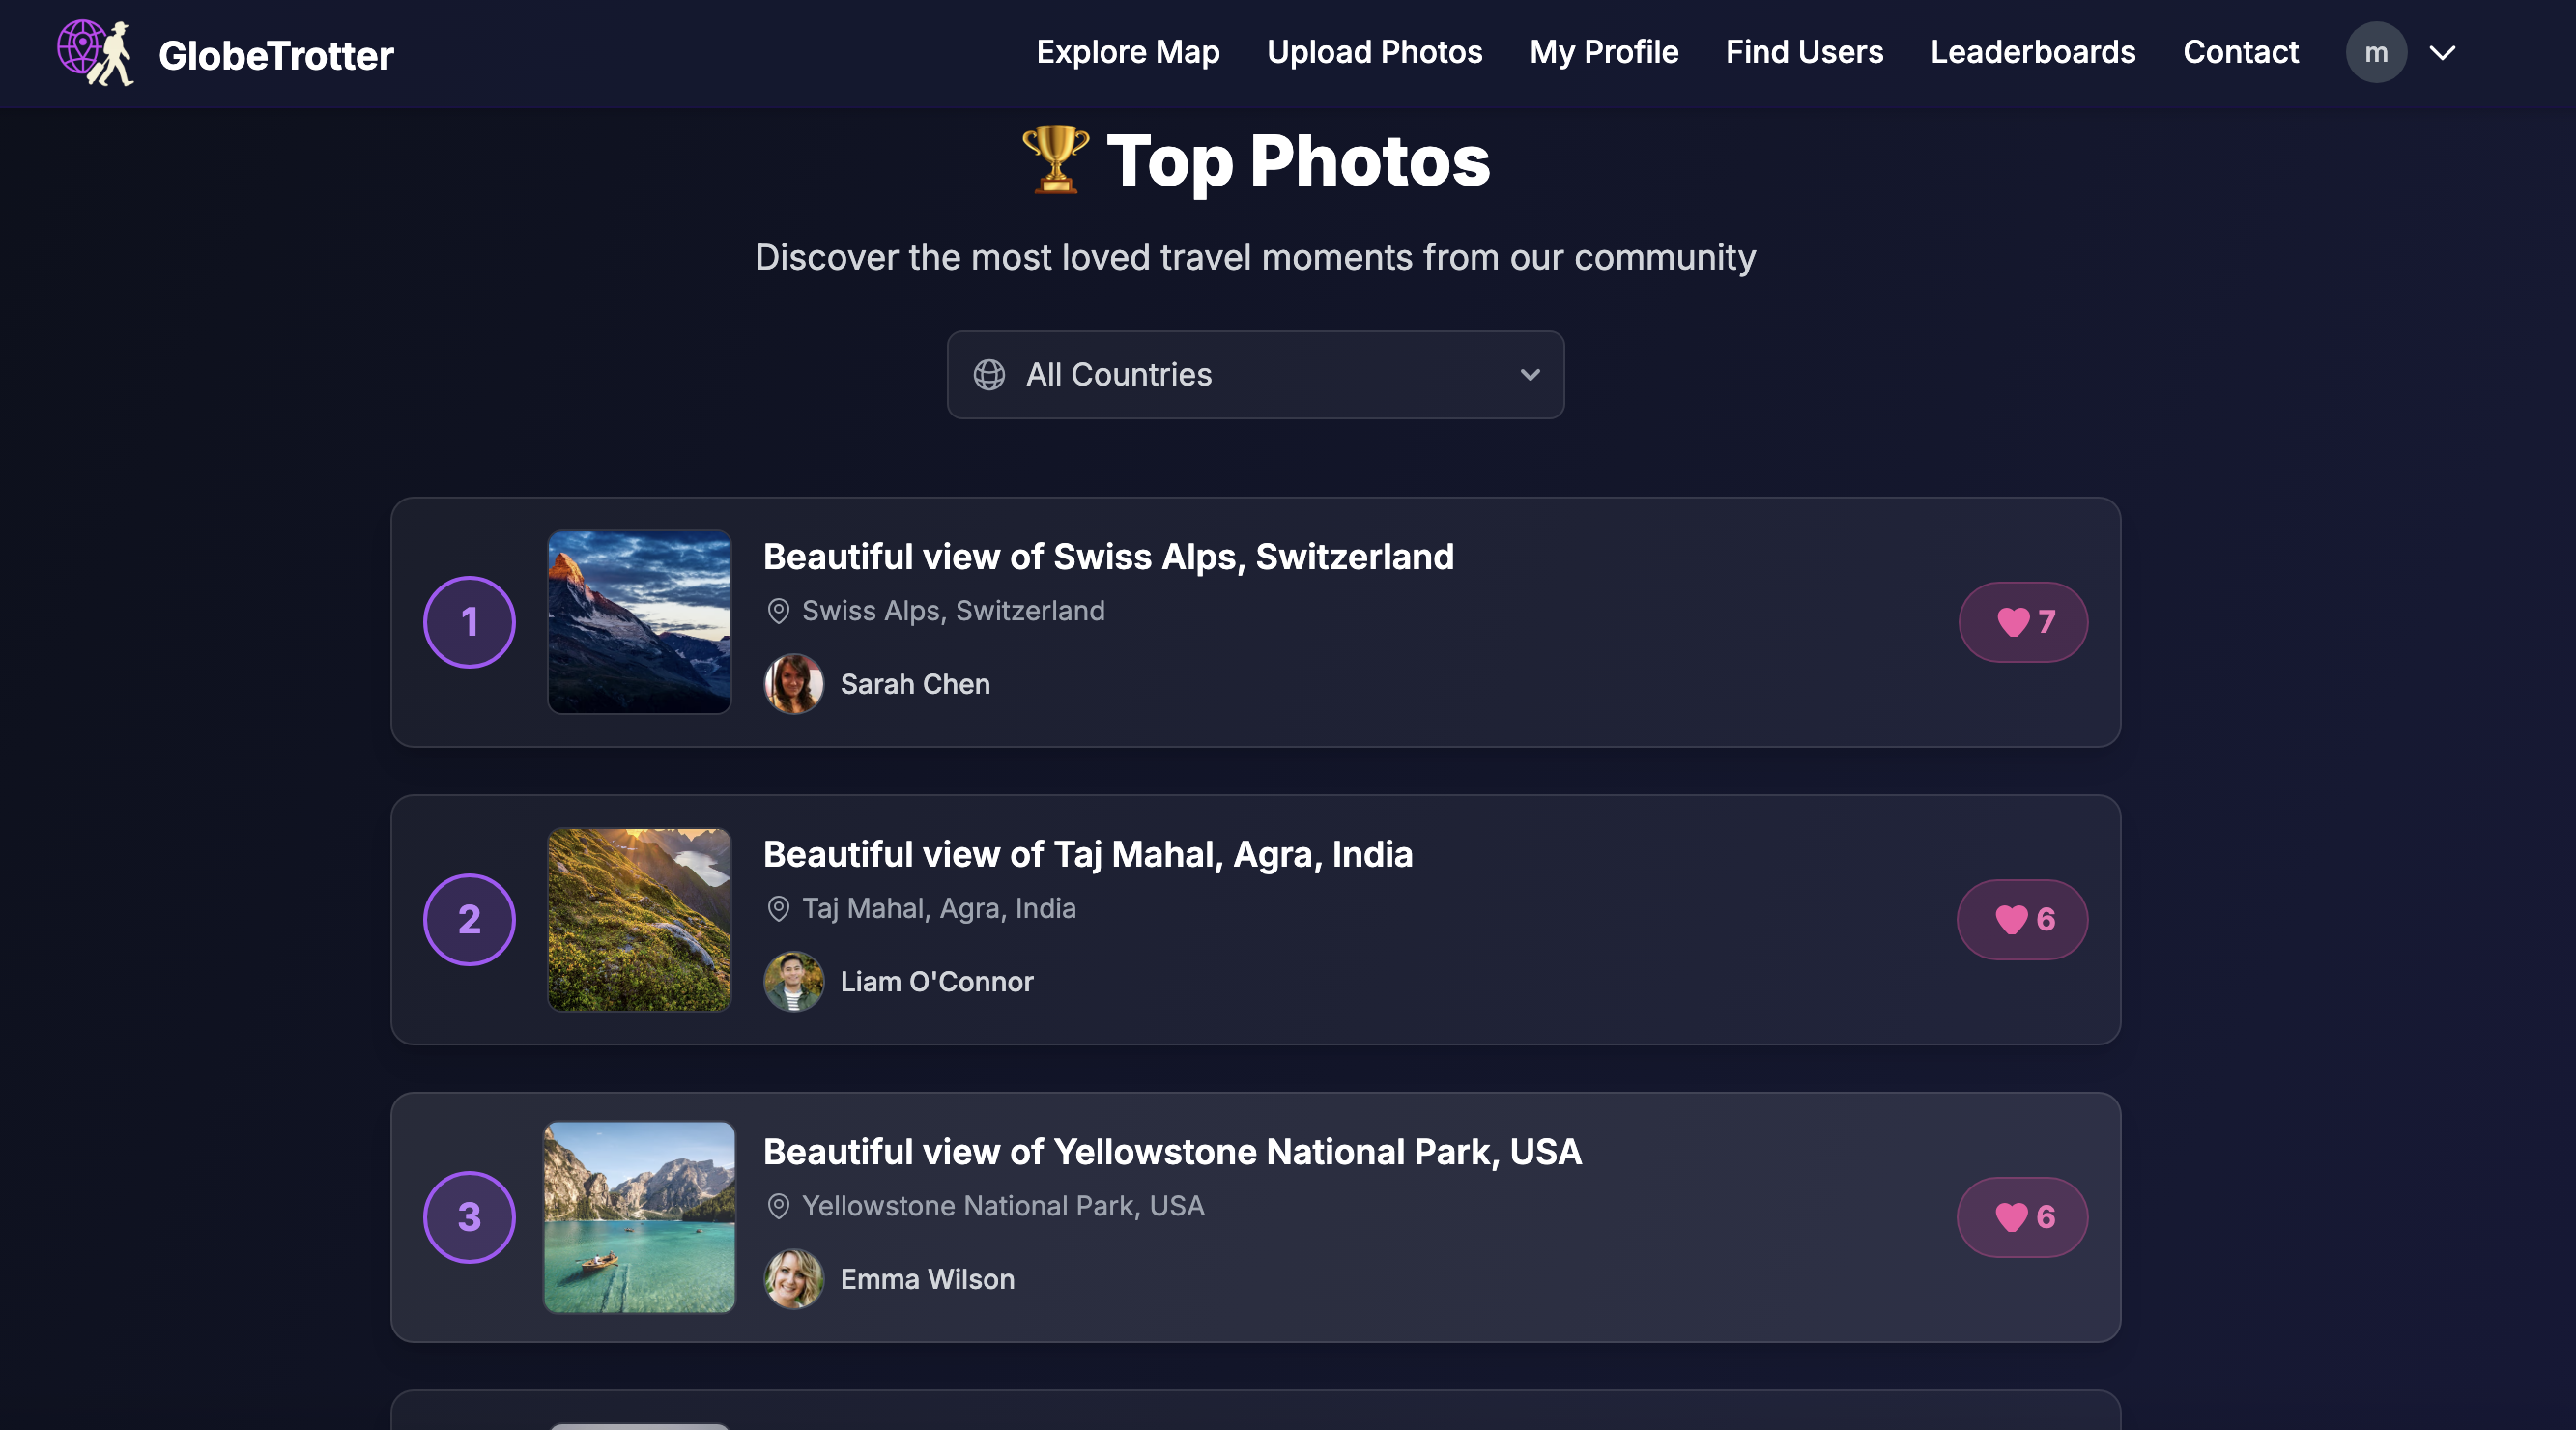 GlobeTrotter
Explore Map
Upload Photos
My Profile
Find Users
Leaderboards
Contact
m
🏆 Top Photos
Discover the most loved travel moments from our community
All Countries
1
Beautiful view of Swiss Alps, Switzerland
Swiss Alps, Switzerland
Sarah Chen
7
2
Beautiful view of Taj Mahal, Agra, India
Taj Mahal, Agra, India
Liam O'Connor
6
3
Beautiful view of Yellowstone National Park, USA
Yellowstone National Park, USA
Emma Wilson
6